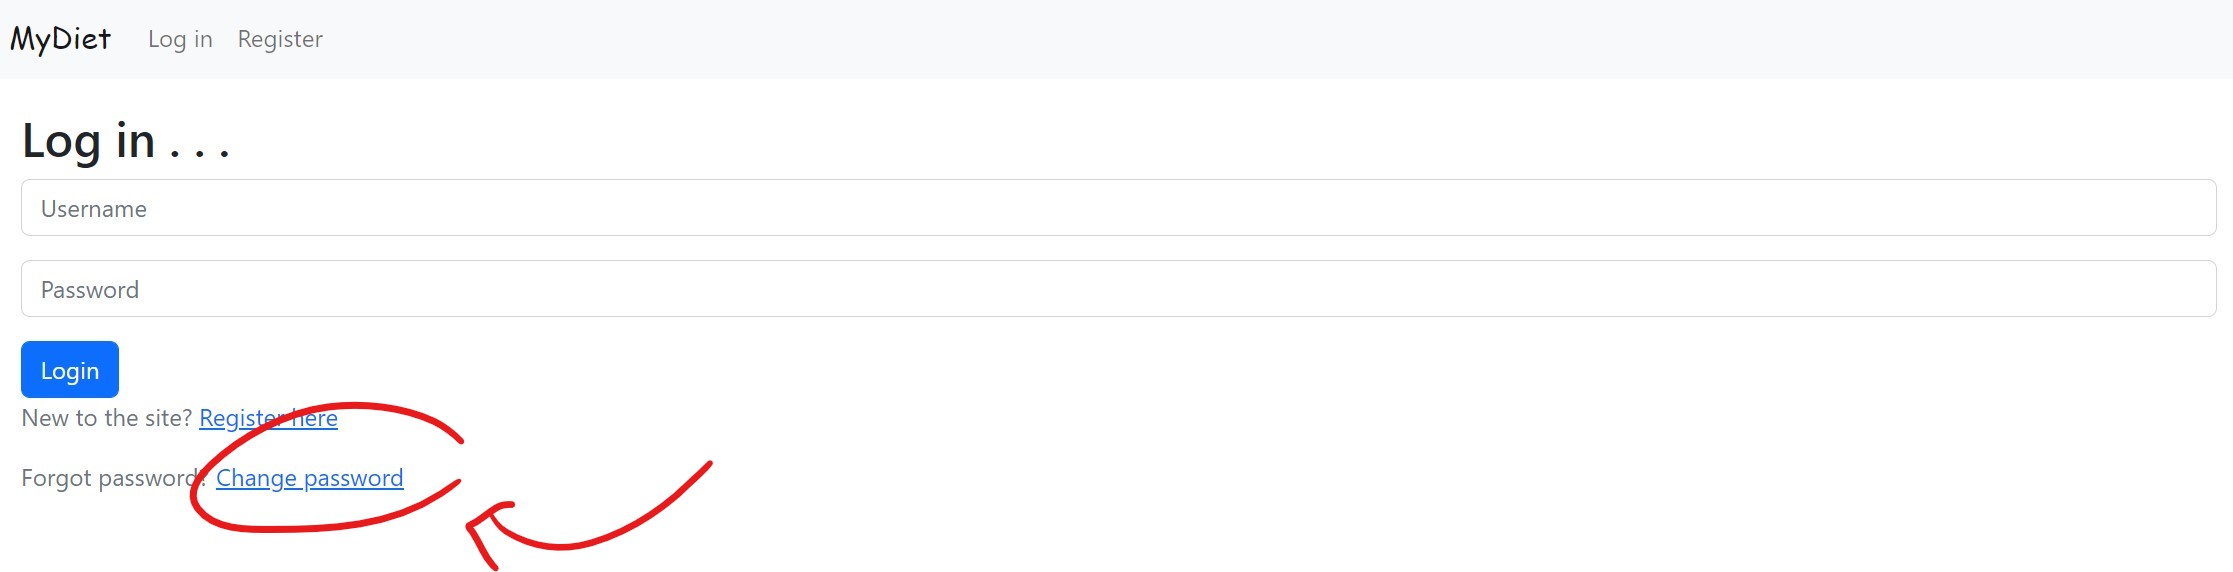 MyDiet Log in Register
Log in . . .
Username
Password
Login
New to the site? Register here
Forgot password? Change password